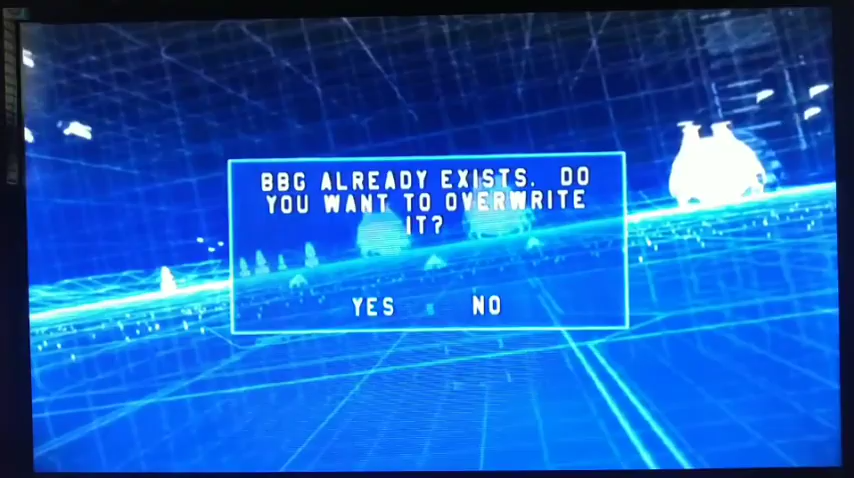 BBG ALREADY EXISTS. DO
YOU WANT TO OVERWRITE
IT?
YES NO